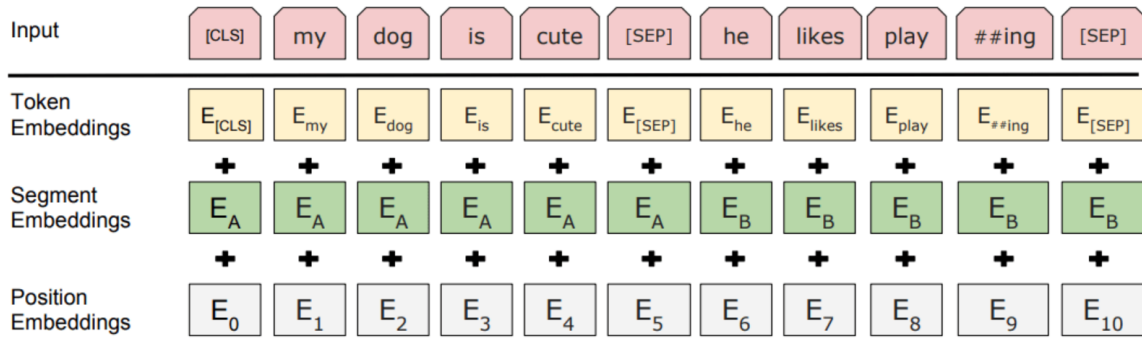 Input [CLS] my dog is cute [SEP] he likes play ##ing [SEP]
Token
Embeddings E[CLS] Emy Edog Eis Ecute E[SEP] Ehe Elikes Eplay E##ing E[SEP]
+ + + + + + + + + + +
Segment
Embeddings EA EA EA EA EA EA EB EB EB EB EB
+ + + + + + + + + + +
Position
Embeddings E0 E1 E2 E3 E4 E5 E6 E7 E8 E9 E10